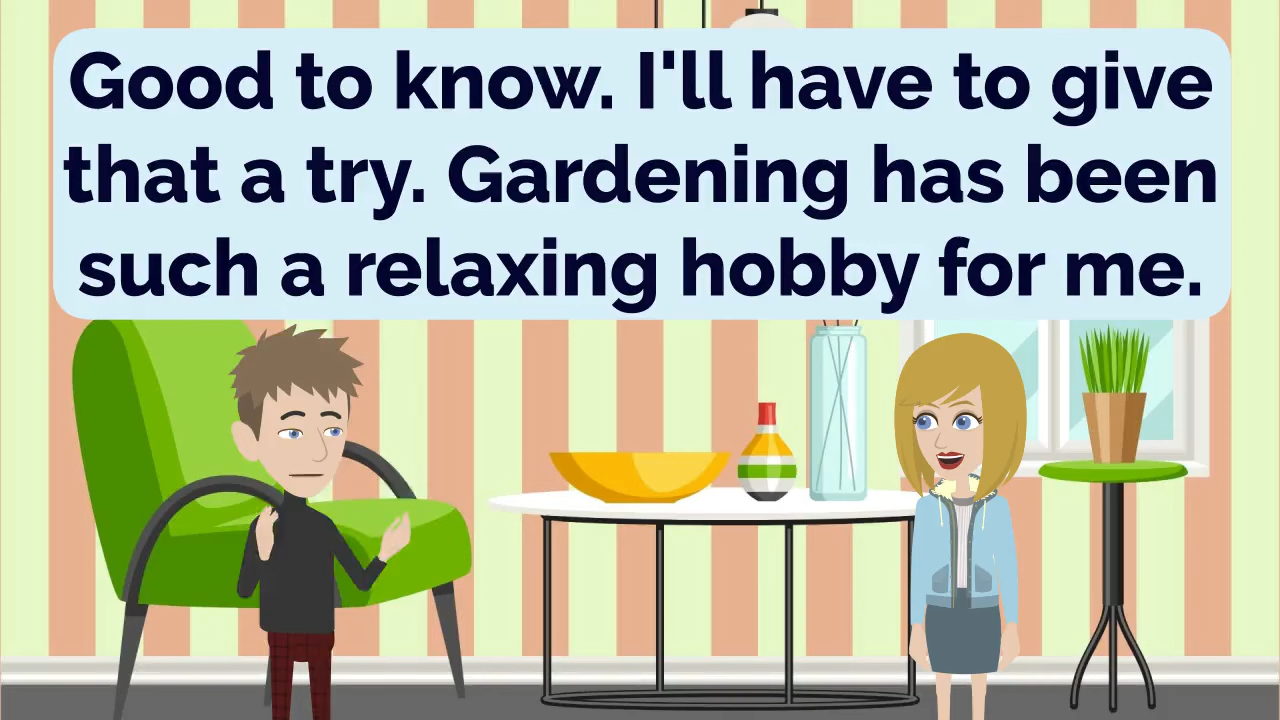 Good to know. I'll have to give
that a try. Gardening has been
such a relaxing hobby for me.